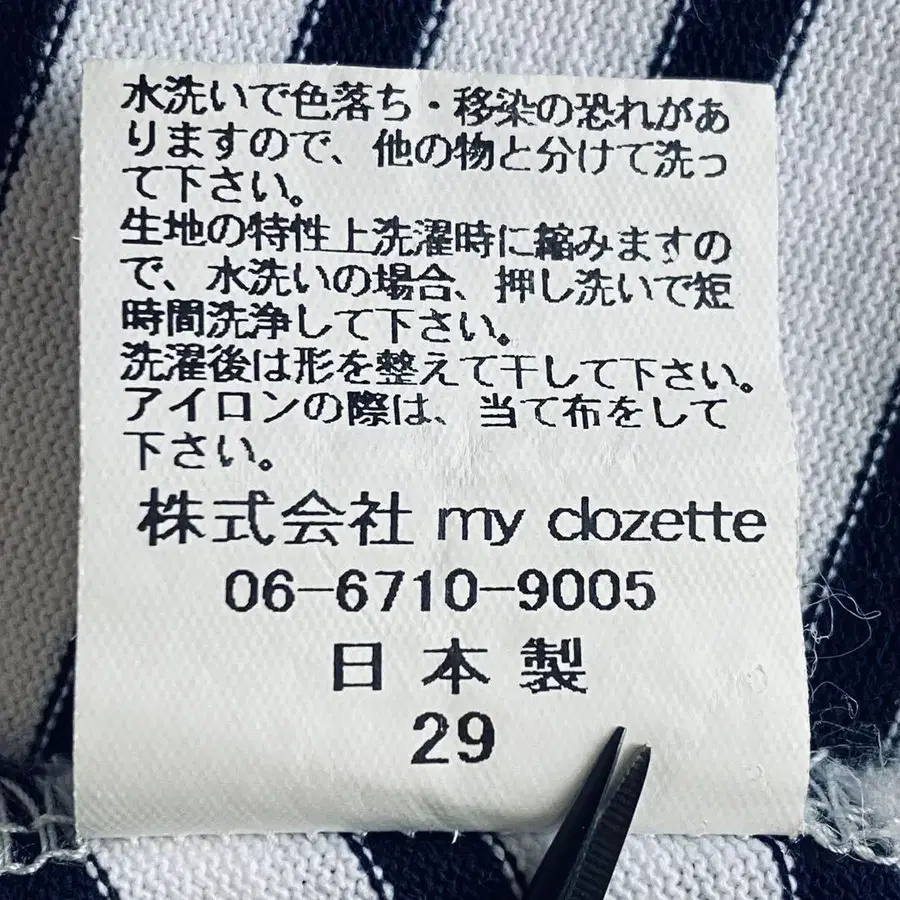 水洗いで色落ち・移染の恐れがあ
りますので、他の物と分けて洗っ
て下さい。
生地の特性上洗濯時に縮みますの
で、水洗いの場合、押し洗いで短
時間洗浄して下さい。
洗濯後は形を整えて干して下さい。
アイロンの際は、当て布をして
下さい。
株式会社 my clozette
06-6710-9005
日本製
29